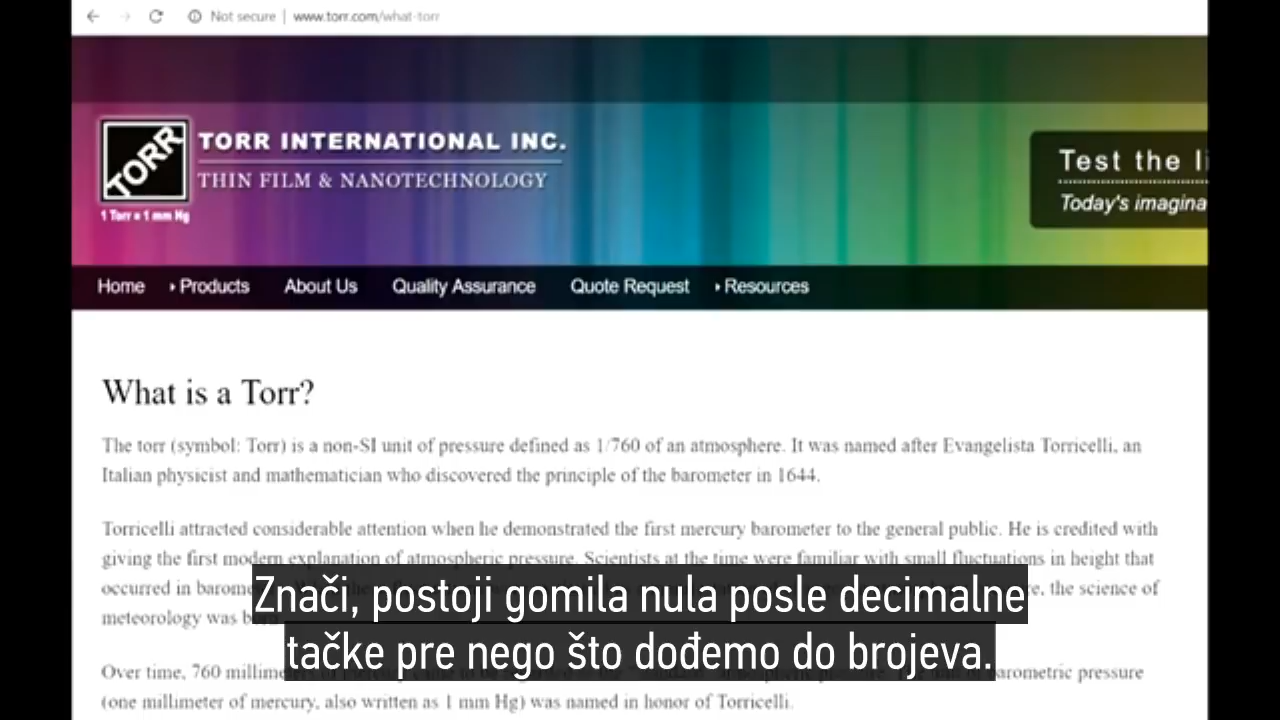 Not secure | www.torr.com/what-torr
TORR
TORR INTERNATIONAL INC.
THIN FILM & NANOTECHNOLOGY
1 Torr = 1 mm Hg
Test the li
Today's imagina
Home Products About Us Quality Assurance Quote Request Resources
What is a Torr?
The torr (symbol: Torr) is a non-SI unit of pressure defined as 1/760 of an atmosphere. It was named after Evangelista Torricelli, an
Italian physicist and mathematician who discovered the principle of the barometer in 1644.
Torricelli attracted considerable attention when he demonstrated the first mercury barometer to the general public. He is credited with
giving the first modern explanation of atmospheric pressure. Scientists at the time were familiar with small fluctuations in height that
occurred in barome
, the science of
meteorology was
Over time, 760 millime
barometric pressure
(one millimeter of mercury, also written as 1 mm Hg) was named in honor of Torricelli.
Znači, postoji gomila nula posle decimalne
tačke pre nego što dođemo do brojeva.